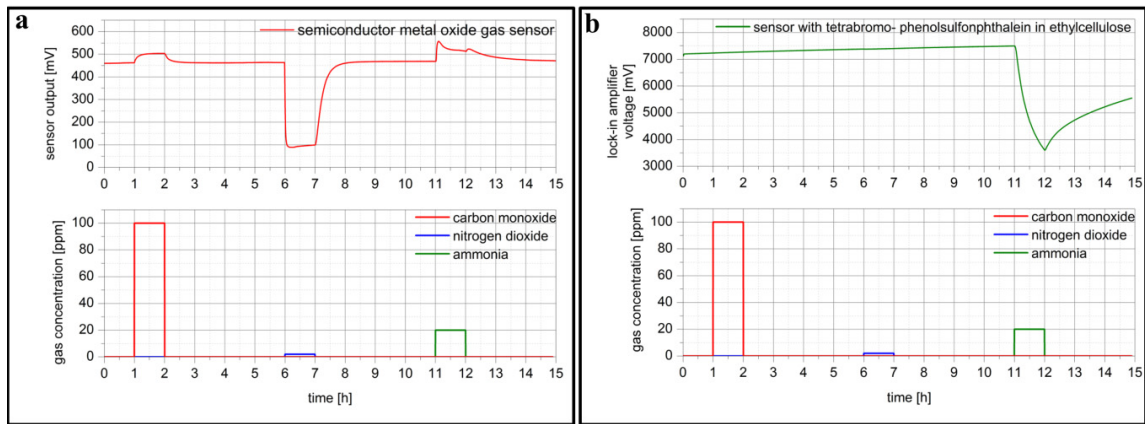 a
semiconductor metal oxide gas sensor
sensor output [mV]
600
500
400
300
200
100
0
0 1 2 3 4 5 6 7 8 9 10 11 12 13 14 15
carbon monoxide
nitrogen dioxide
ammonia
gas concentration [ppm]
100
80
60
40
20
0
0 1 2 3 4 5 6 7 8 9 10 11 12 13 14 15
time [h]
b
sensor with tetrabromo- phenolsulfonphthalein in ethylcellulose
lock-in amplifier
voltage [mV]
8000
7000
6000
5000
4000
3000
0 1 2 3 4 5 6 7 8 9 10 11 12 13 14 15
carbon monoxide
nitrogen dioxide
ammonia
gas concentration [ppm]
100
80
60
40
20
0
0 1 2 3 4 5 6 7 8 9 10 11 12 13 14 15
time [h]